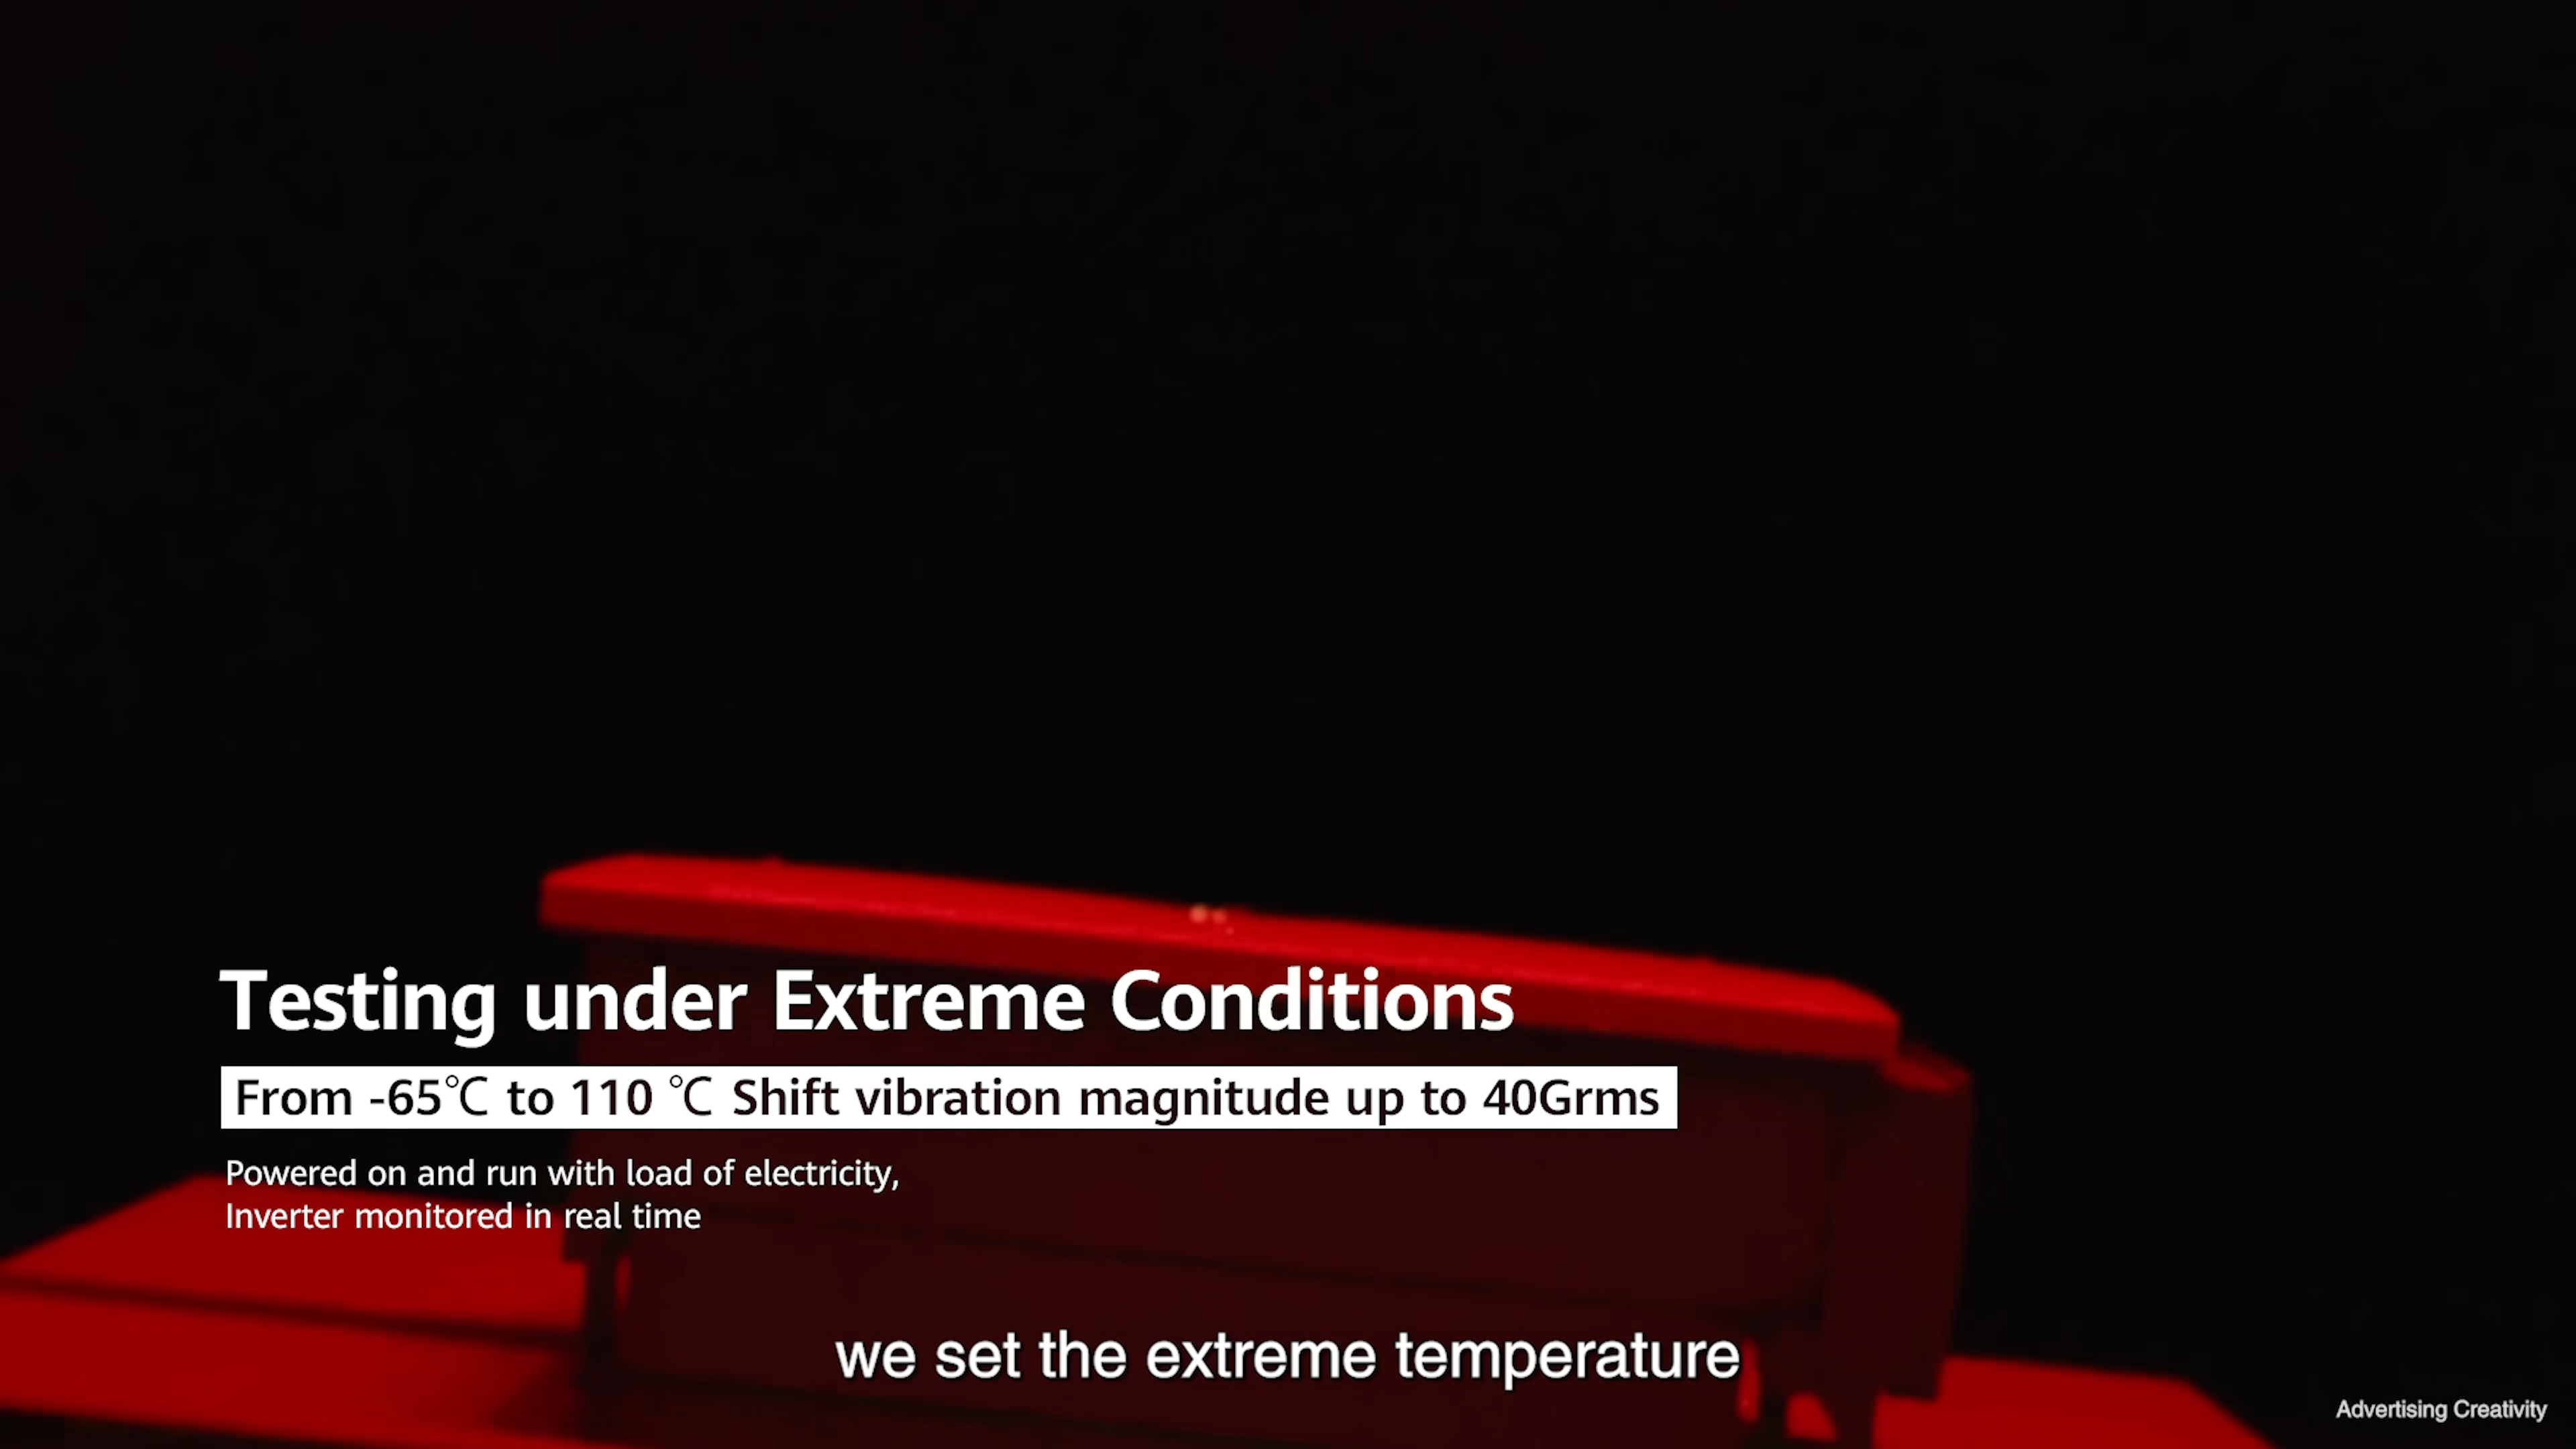 Testing under Extreme Conditions
From -65℃ to 110 ℃ Shift vibration magnitude up to 40Grms
Powered on and run with load of electricity,
Inverter monitored in real time
we set the extreme temperature
Advertising Creativity